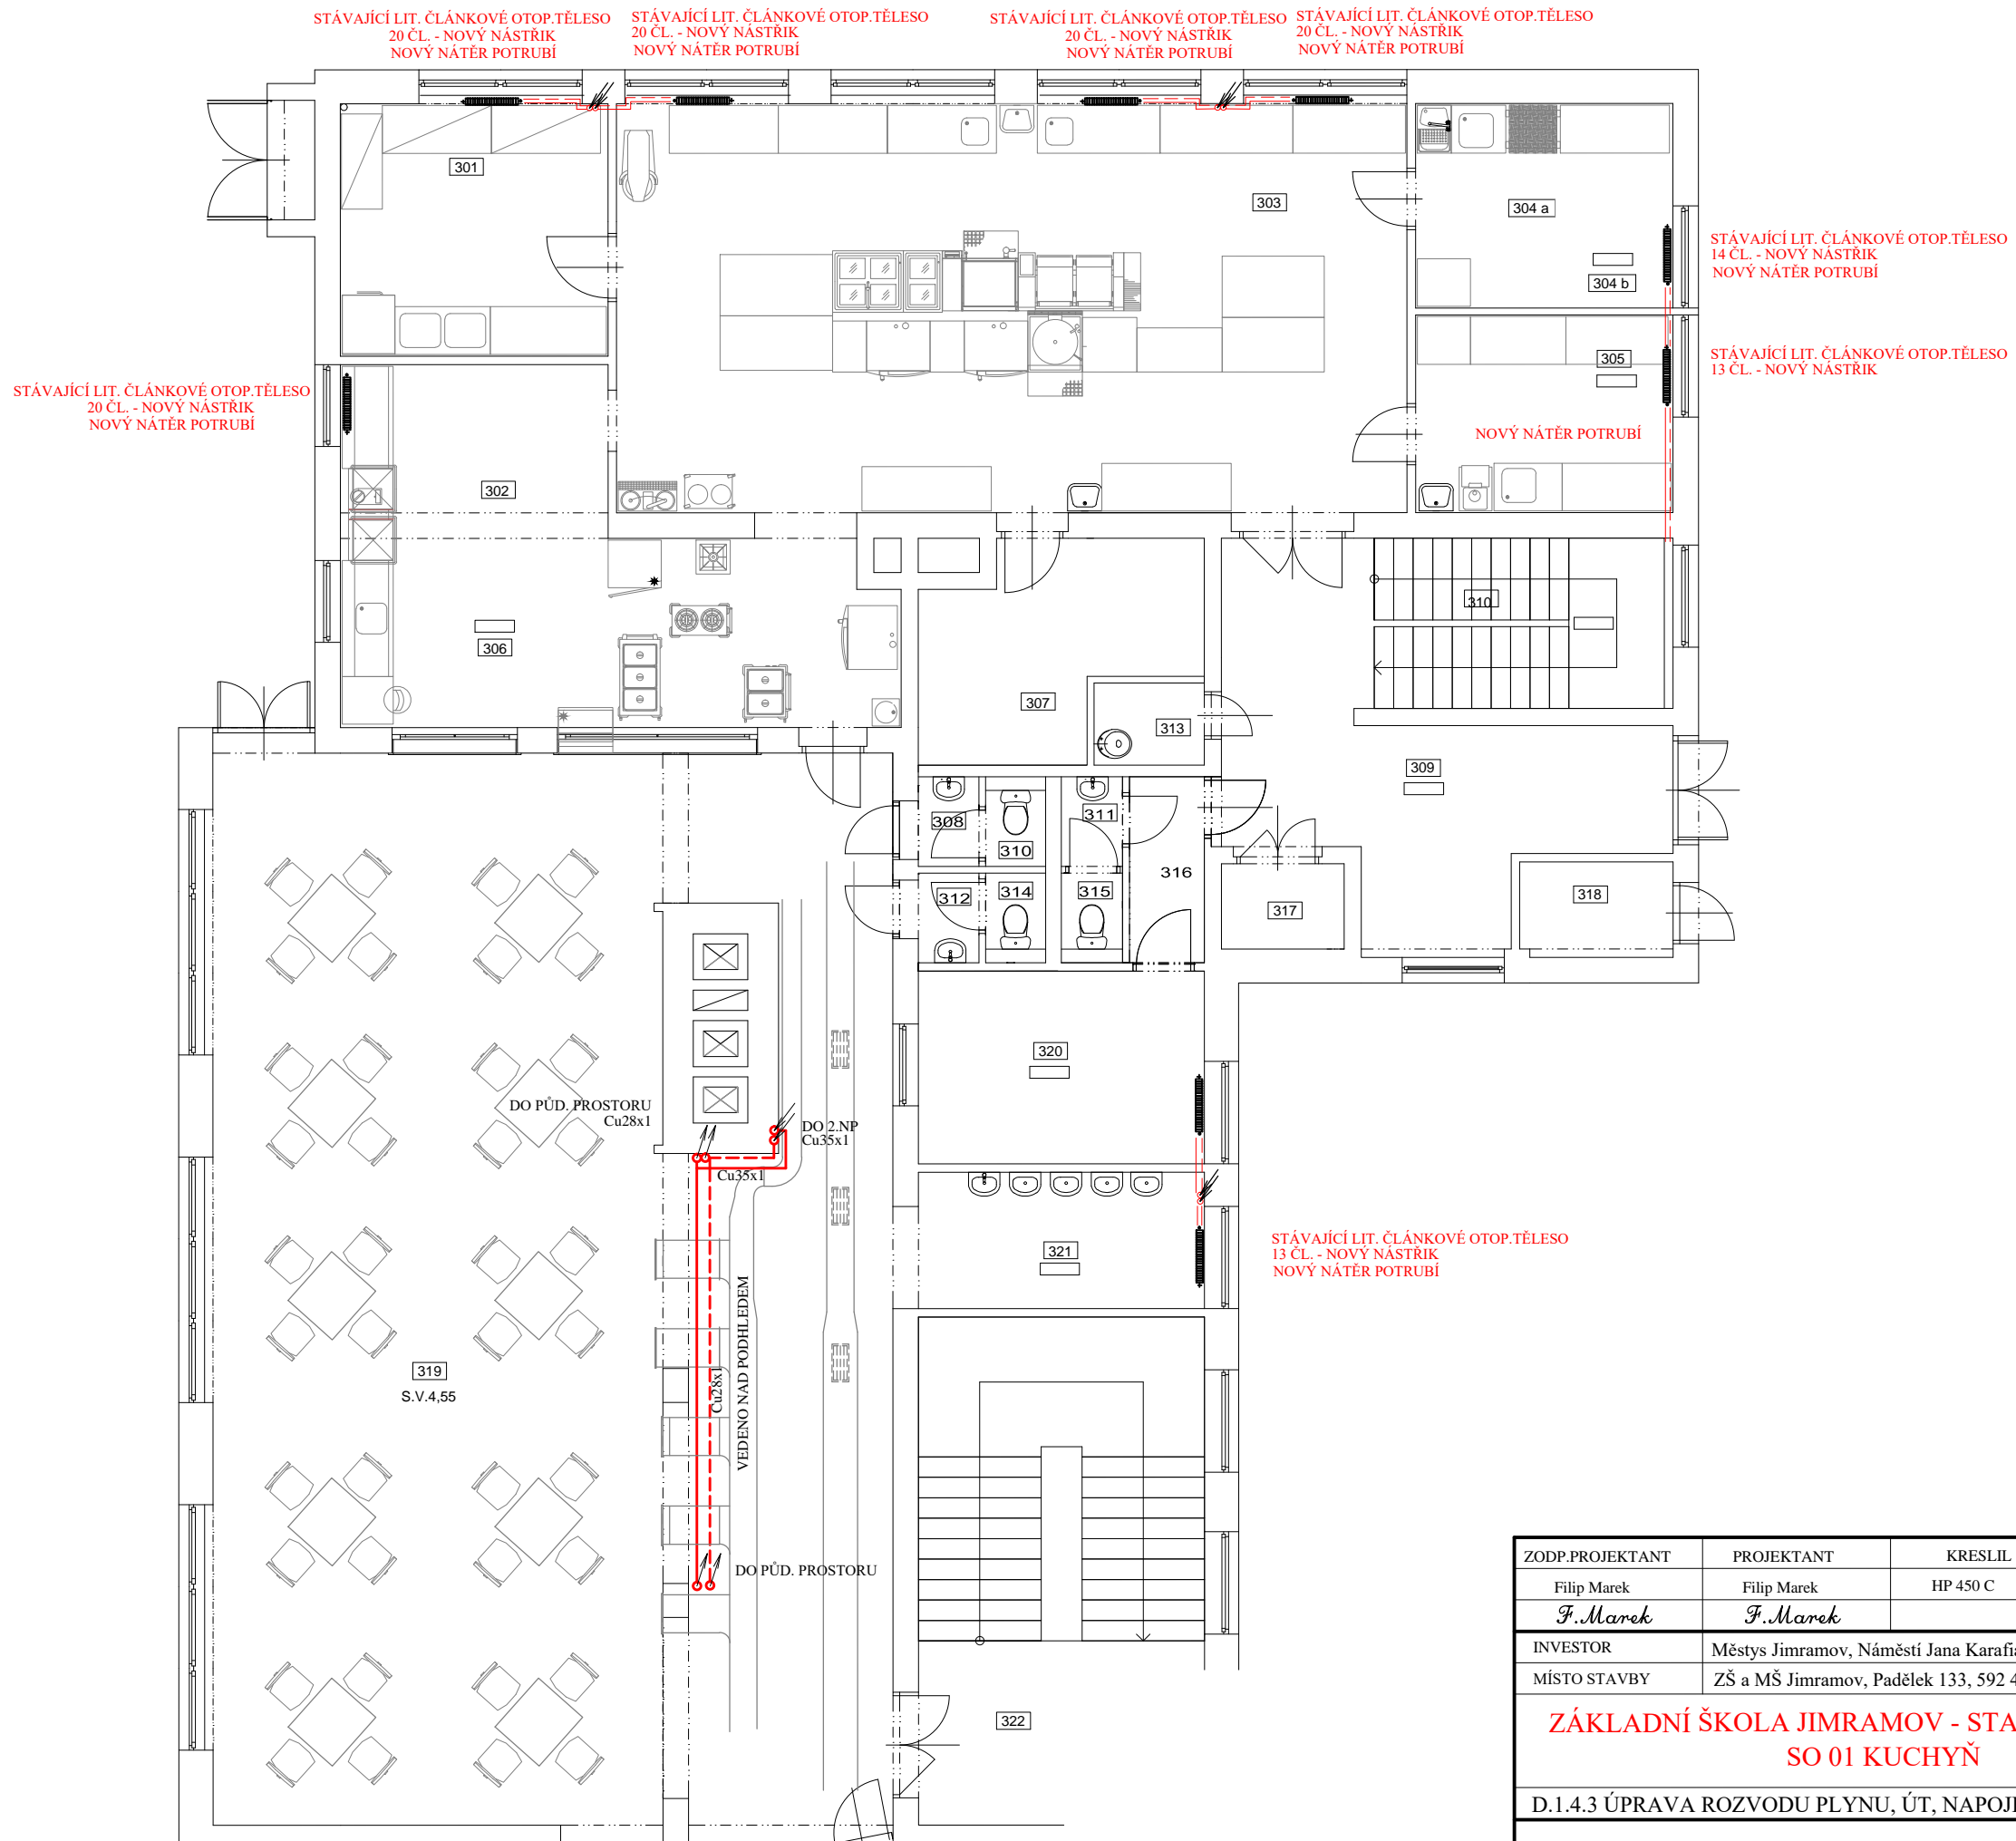 STÁVAJÍCÍ LIT. ČLÁNKOVÉ OTOP.TĚLESO
20 ČL. - NOVÝ NÁSTŘIK
NOVÝ NÁTĚR POTRUBÍ
STÁVAJÍCÍ LIT. ČLÁNKOVÉ OTOP.TĚLESO
20 ČL. - NOVÝ NÁSTŘIK
NOVÝ NÁTĚR POTRUBÍ
STÁVAJÍCÍ LIT. ČLÁNKOVÉ OTOP.TĚLESO
20 ČL. - NOVÝ NÁSTŘIK
NOVÝ NÁTĚR POTRUBÍ
STÁVAJÍCÍ LIT. ČLÁNKOVÉ OTOP.TĚLESO
20 ČL. - NOVÝ NÁSTŘIK
NOVÝ NÁTĚR POTRUBÍ
301
303
304 a
STÁVAJÍCÍ LIT. ČLÁNKOVÉ OTOP.TĚLESO
14 ČL. - NOVÝ NÁSTŘIK
NOVÝ NÁTĚR POTRUBÍ
304 b
305
STÁVAJÍCÍ LIT. ČLÁNKOVÉ OTOP.TĚLESO
13 ČL. - NOVÝ NÁSTŘIK
STÁVAJÍCÍ LIT. ČLÁNKOVÉ OTOP.TĚLESO
20 ČL. - NOVÝ NÁSTŘIK
NOVÝ NÁTĚR POTRUBÍ
NOVÝ NÁTĚR POTRUBÍ
302
310
306
307
313
309
308
311
310
316
312
314
315
317
318
320
DO PŮD. PROSTORU
Cu28x1
DO 2.NP
Cu35x1
Cu35x1
321
STÁVAJÍCÍ LIT. ČLÁNKOVÉ OTOP.TĚLESO
13 ČL. - NOVÝ NÁSTŘIK
NOVÝ NÁTĚR POTRUBÍ
319
S.V.4,55
Cu28x1
VEDENO NAD PODHLEDEM
DO PŮD. PROSTORU
322
ZODP.PROJEKTANT PROJEKTANT KRESLIL
Filip Marek Filip Marek HP 450 C
F.Marek F.Marek
INVESTOR Městys Jimramov, Náměstí Jana Karafiá
MÍSTO STAVBY ZŠ a MŠ Jimramov, Padělek 133, 592 4
ZÁKLADNÍ ŠKOLA JIMRAMOV - STA
SO 01 KUCHYŇ
D.1.4.3 ÚPRAVA ROZVODU PLYNU, ÚT, NAPOJ